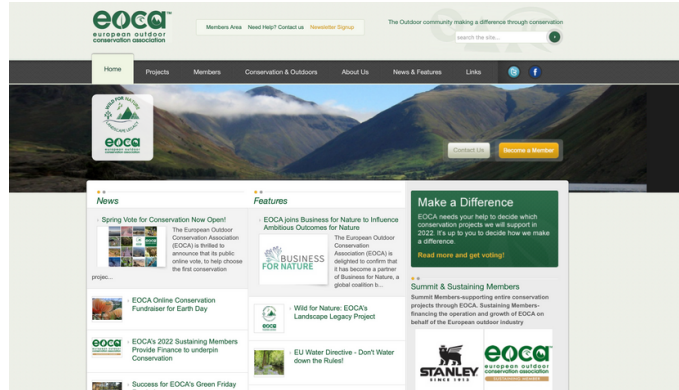 eoca™
european outdoor
conservation association
Members Area Need Help? Contact us Newsletter Signup
The Outdoor community making a difference through conservation
search the site...
Home Projects Members Conservation & Outdoors About Us News & Features Links
WILD FOR NATURE
LANDSCAPE LEGACY
eoca
Contact Us Become a Member
News
Spring Vote for Conservation Now Open!
The European Outdoor
Conservation Association
(EOCA) is thrilled to
announce that its public
online vote, to help choose
the first conservation
projec...
EOCA Online Conservation
Fundraiser for Earth Day
EOCA's 2022 Sustaining Members
Provide Finance to underpin
Conservation
Success for EOCA's Green Friday
Features
EOCA joins Business for Nature to Influence
Ambitious Outcomes for Nature
BUSINESS
FOR NATURE
The European
Outdoor
Conservation
Association
(EOCA) is
delighted to confirm that
it has become a partner
of Business for Nature, a
global coalition b...
Wild for Nature: EOCA's
Landscape Legacy Project
EU Water Directive - Don't Water
down the Rules!
Make a Difference
EOCA needs your help to decide which
conservation projects we will support in
2022. It's up to you to decide how we make
a difference.
Read more and get voting!
Summit & Sustaining Members
Summit Members-supporting entire conservation
projects through EOCA. Sustaining Members-
financing the operation and growth of EOCA on
behalf of the European outdoor industry
STANLEY
SINCE 1913
eoca
european outdoor
conservation association